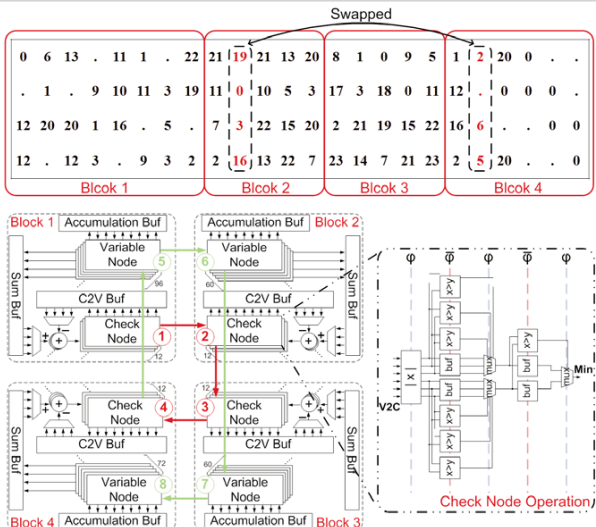 Swapped
0 6 13 . 11 1 . 22 21 19 21 13 20 8 1 0 9 5 1 2 20 0 . .
. 1 . 9 10 11 3 19 11 0 10 5 3 17 3 18 0 11 12 . 0 0 0 .
12 20 20 1 16 . 5 . 7 3 22 15 20 2 21 19 15 22 16 6 . . 0 0
12 . 12 3 . 9 3 2 2 16 13 22 7 23 14 7 21 23 2 5 20 . . 0
Blcok 1 Blcok 2 Blcok 3 Blcok 4
Block 1 Accumulation Buf
Variable
Node
5
96
Sum Buf
C2V Buf
Check
Node
1
12
+
+
−
Accumulation Buf Block 2
Variable
Node
6
60
Sum Buf
C2V Buf
Check
Node
2
12
+
+
−
12
Check
Node
4
Sum Buf
+
+
−
C2V Buf
72
Variable
Node
8
Block 4 Accumulation Buf
12
Check
Node
3
Sum Buf
+
+
−
C2V Buf
60
Variable
Node
7
Accumulation Buf Block 3
φ φ φ φ φ
V2C
|x|
x>y
x>y
x>y
buf
buf
x>y
x>y
x>y
mux
mux
x>y
buf
buf
mux
Min
Check Node Operation